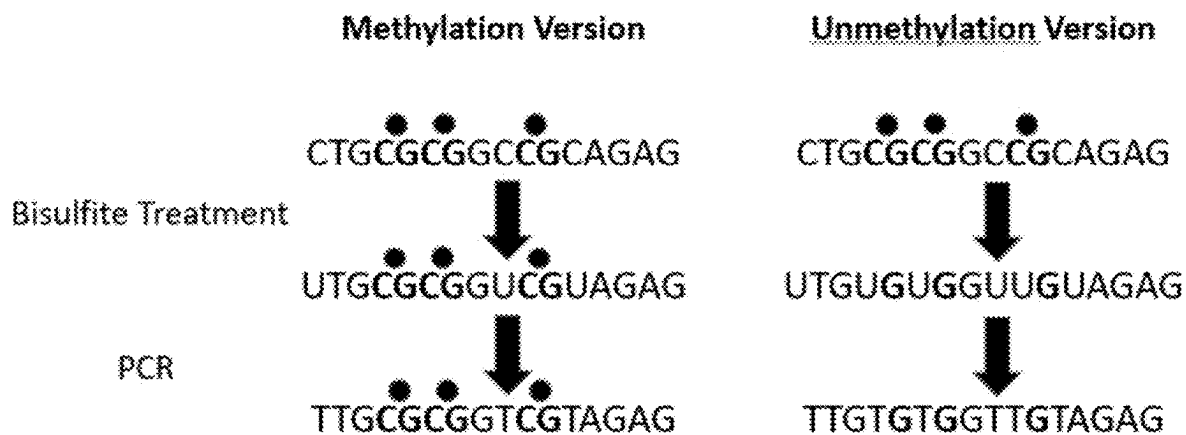 Methylation Version Unmethylation Version
CTGCGCGGCCGCAGAG CTGCGCGGCCGCAGAG
Bisulfite Treatment
UTGCGCGGUCGUAGAG UTGUGUGGUUGUAGAG
PCR
TTGCGCGGTCGTAGAG TTGTGTGGTTGTAGAG